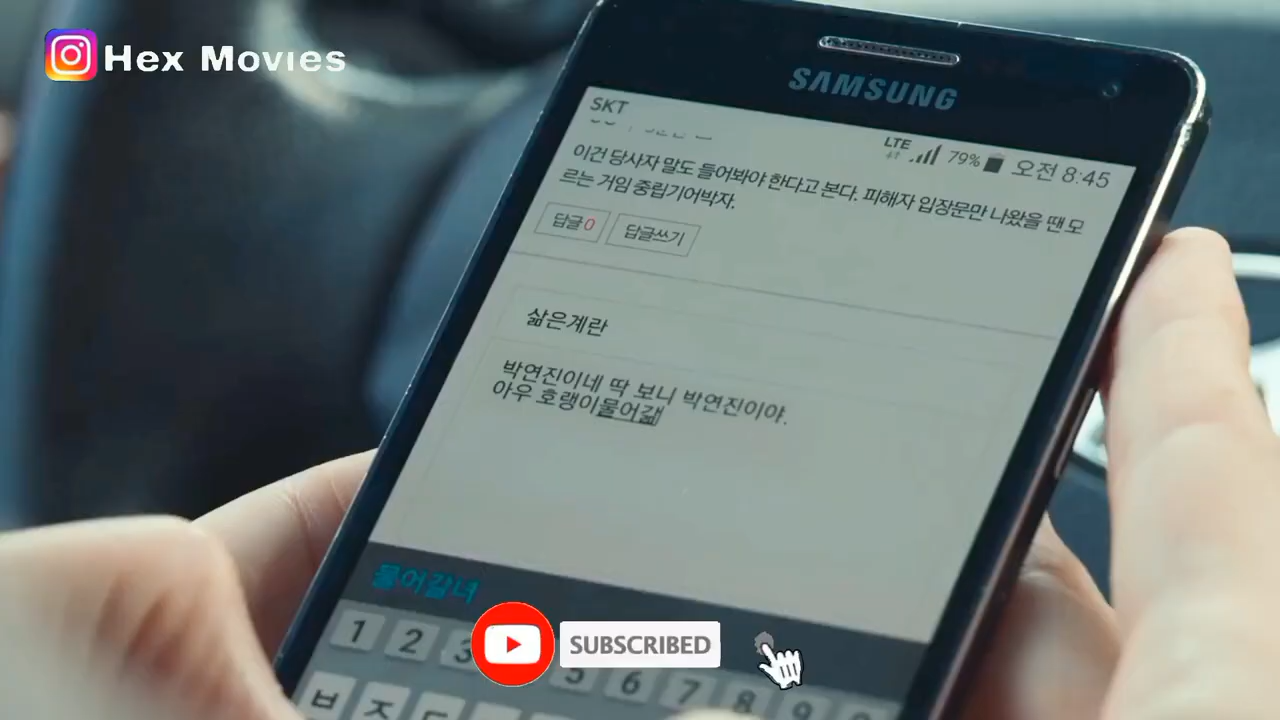 Hex Movies
SAMSUNG
SKT
LTE 79% 오전 8:45
이건 당사자 말도 들어봐야 한다고 본다. 피해자 입장문만 나왔을 땐 모
르는 거임 중립기어박자.
답글0 답글쓰기
삶은계란
박연진이네 딱 보니 박연진이야.
아우 호랭이물어갊
물어갈녀
1 2 3 5 6 7 8 9
ㅂ ㅈ
SUBSCRIBED